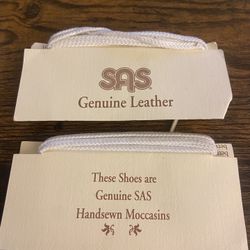 SAS
Genuine Leather
These Shoes are
Genuine SAS
Handsewn Moccasins